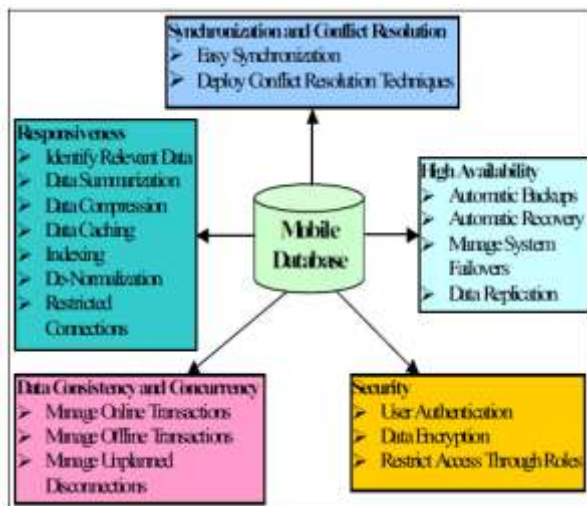 Synchronization and Conflict Resolution
➢ Easy Synchronization
➢ Deploy Conflict Resolution Techniques
Responsiveness
➢ Identify Relevant Data
➢ Data Summarization
➢ Data Compression
➢ Data Caching
➢ Indexing
➢ De-Normalization
➢ Restricted
Connections
Mobile
Database
High Availability
➢ Automatic Backups
➢ Automatic Recovery
➢ Manage System
Failovers
➢ Data Replication
Data Consistency and Concurrency
➢ Manage Online Transactions
➢ Manage Offline Transactions
➢ Manage Unplanned
Disconnections
Security
➢ User Authentication
➢ Data Encryption
➢ Restrict Access Through Roles